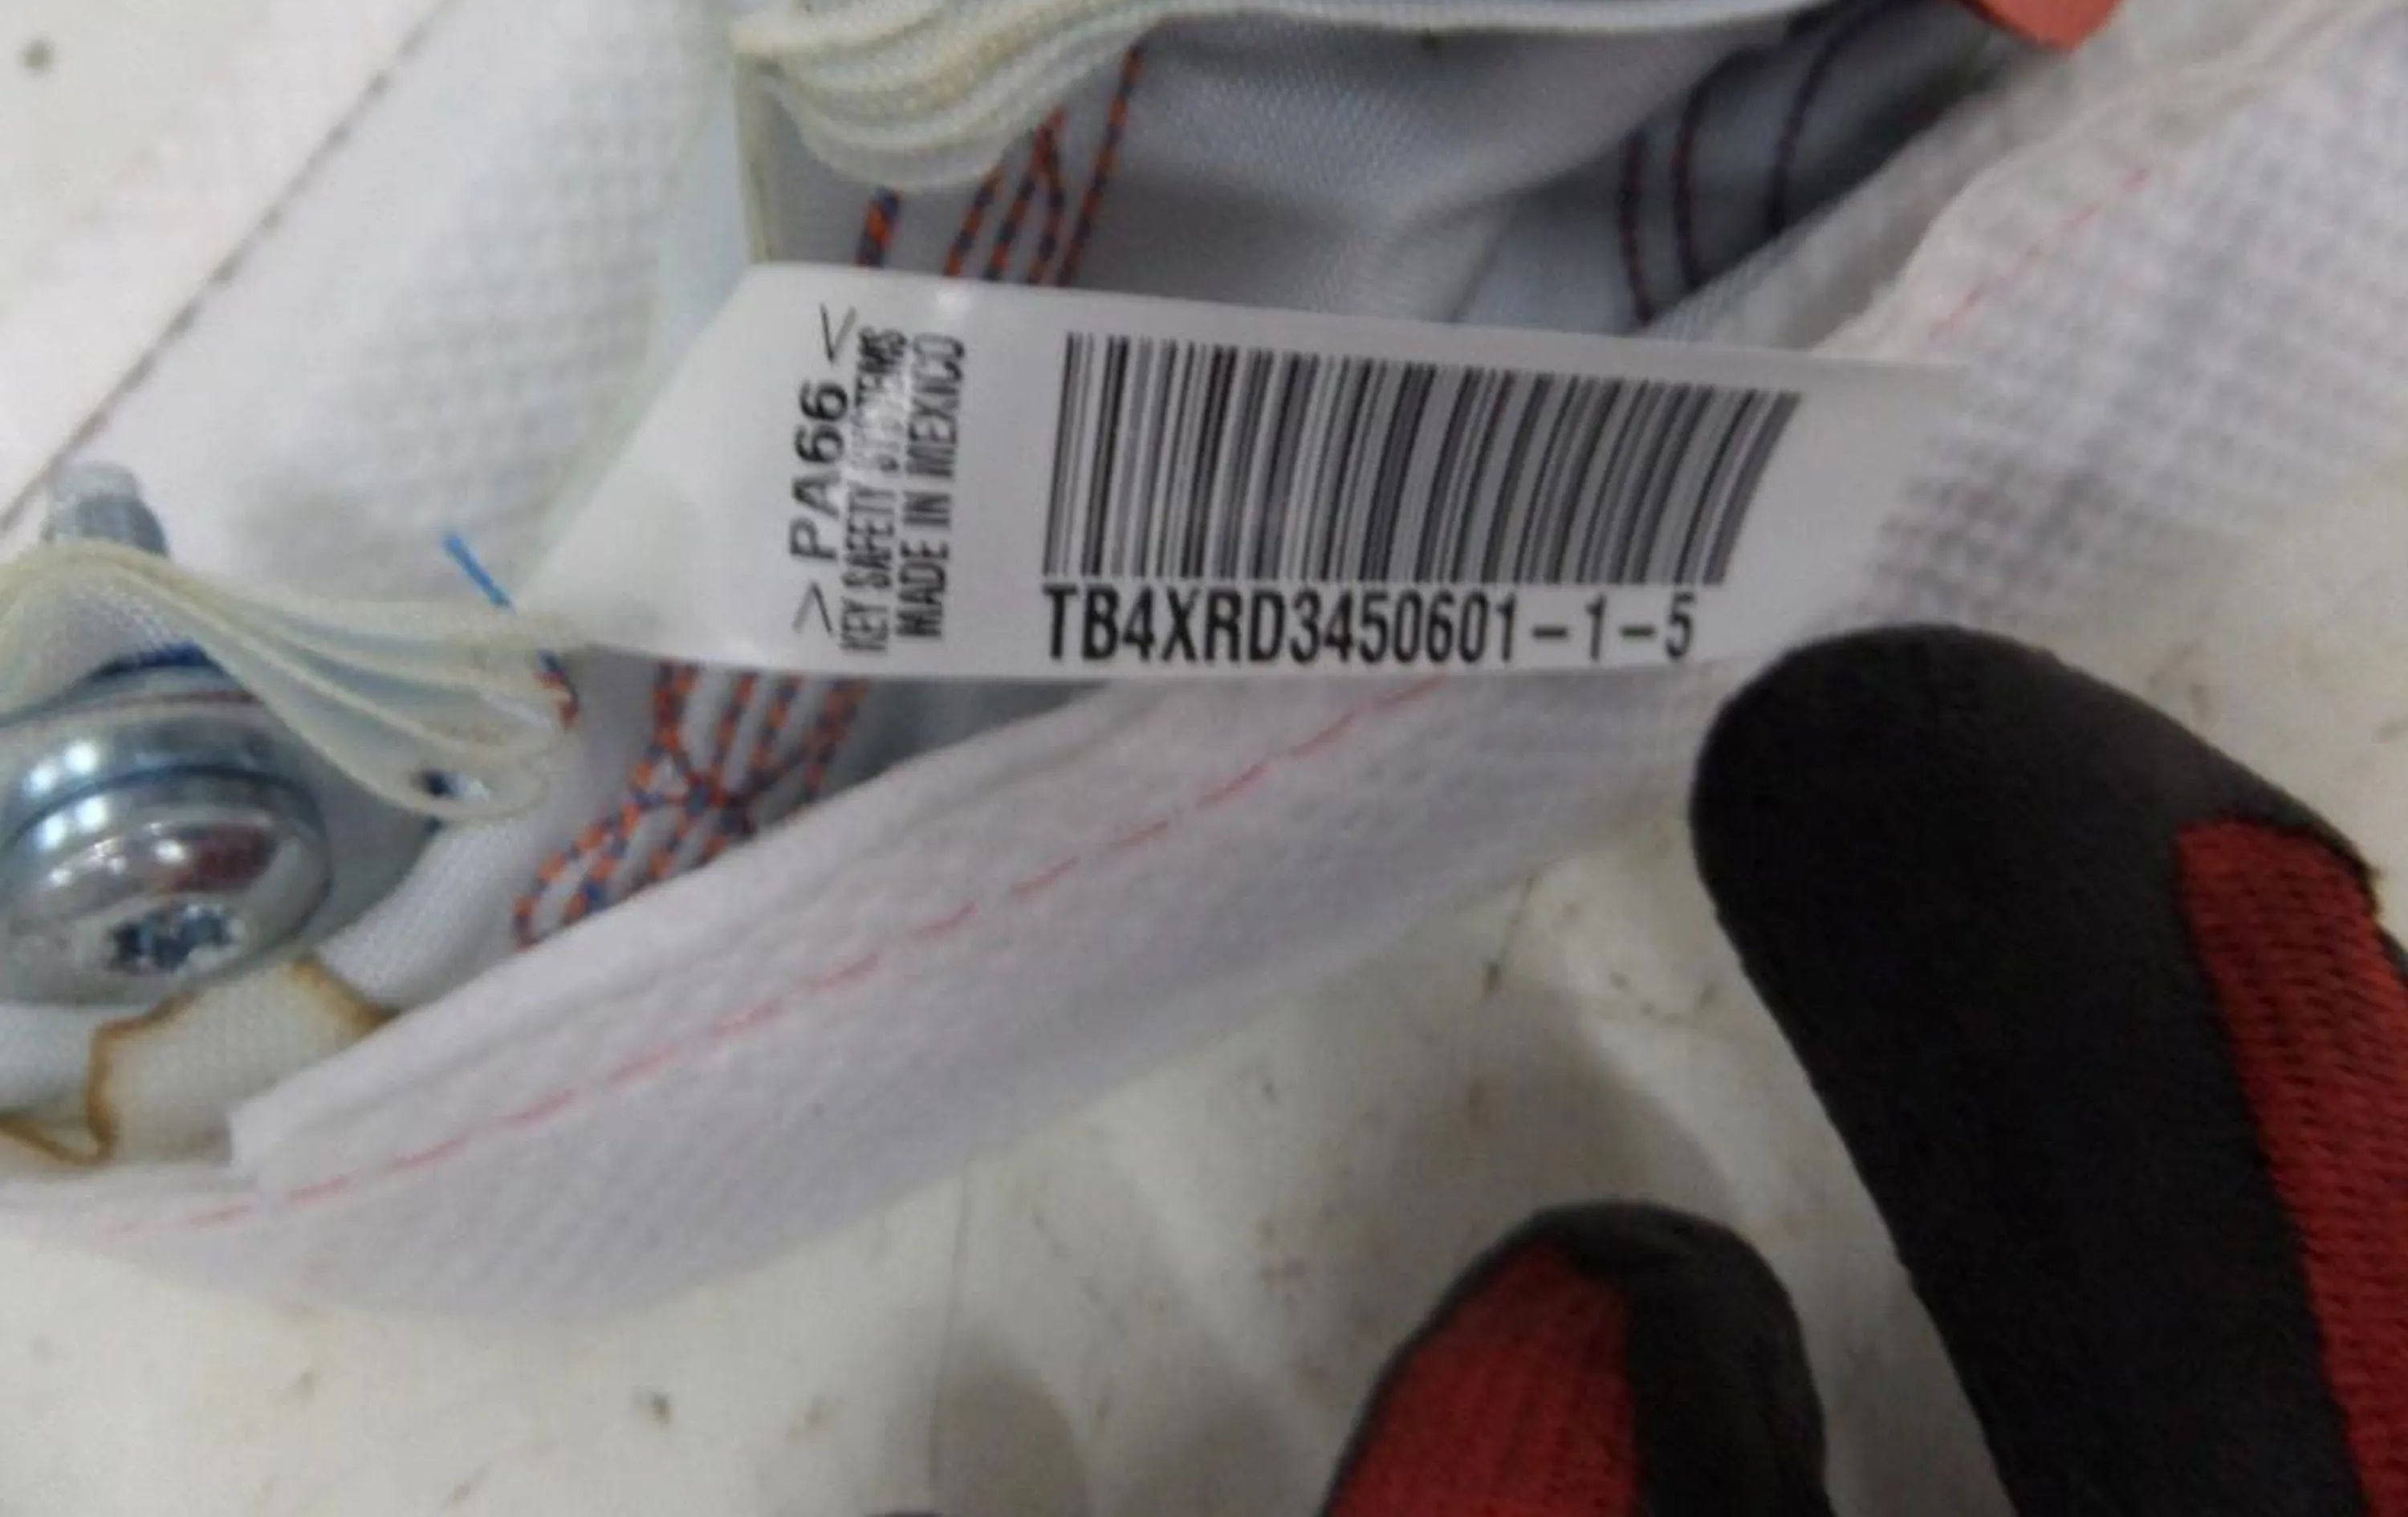 >PA66<
KEY SAFETY SYSTEMS
MADE IN MEXICO
TB4XRD3450601-1-5